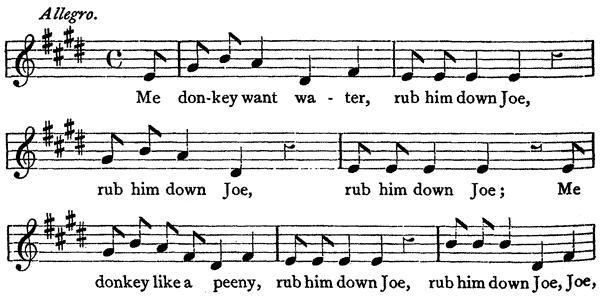 Allegro.
Me don-key want wa - ter, rub him down Joe,
rub him down Joe, rub him down Joe; Me
donkey like a peeny, rub him down Joe, rub him down Joe, Joe,